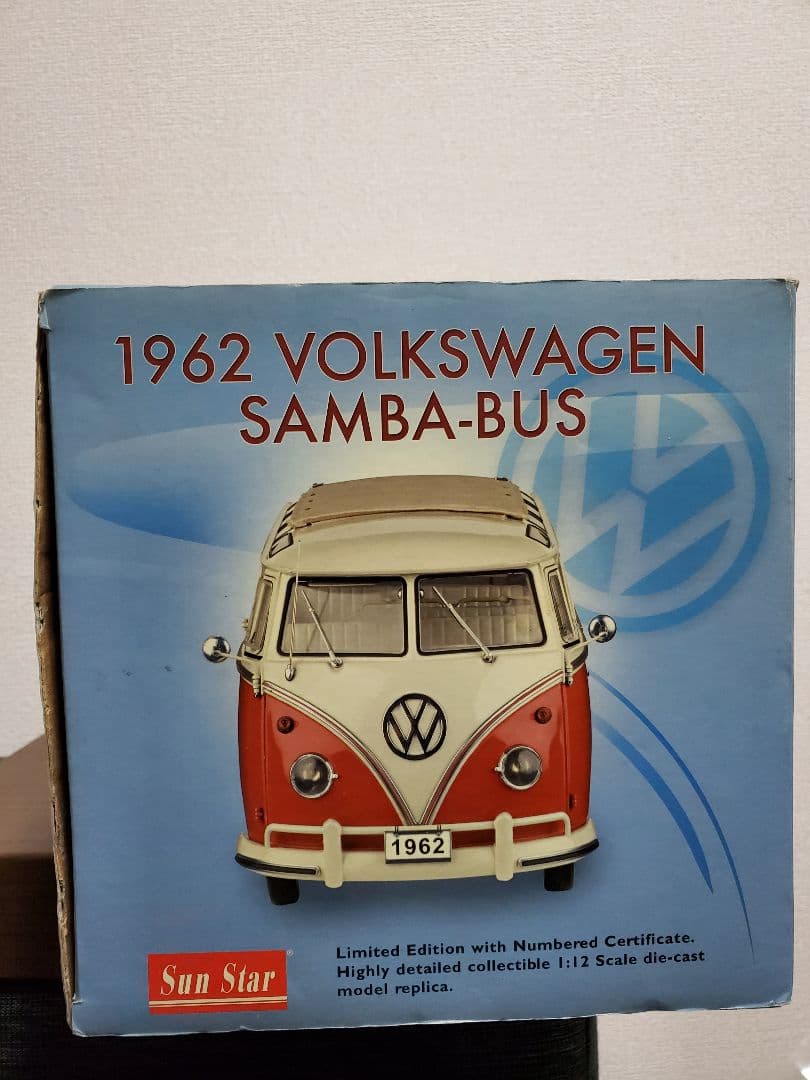 1962 VOLKSWAGEN
SAMBA-BUS
1962
Sun Star®
Limited Edition with Numbered Certificate.
Highly detailed collectible 1:12 Scale die-cast
model replica.